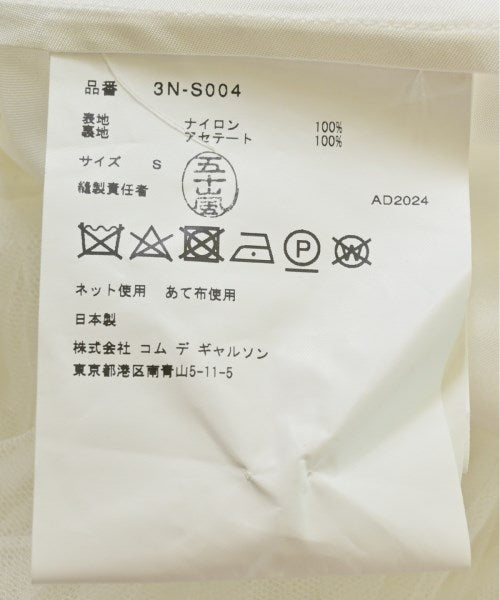 品番 3N-S004
表地 ナイロン 100%
裏地 アセテート 100%
サイズ S
縫製責任者 五十嵐
AD2024
P
W
ネット使用 あて布使用
日本製
株式会社 コム デ ギャルソン
東京都港区南青山5-11-5